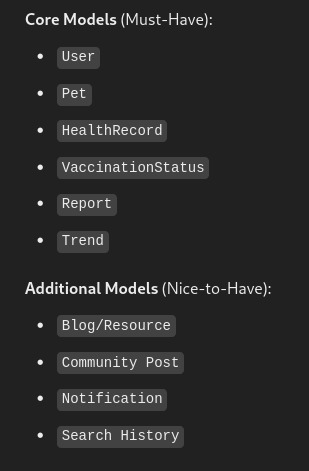 Core Models (Must-Have):
• User
• Pet
• HealthRecord
• VaccinationStatus
• Report
• Trend
Additional Models (Nice-to-Have):
• Blog/Resource
• Community Post
• Notification
• Search History